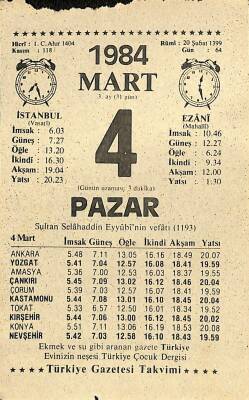 Hicrî : 1. C. Ahır 1404
Kasım : 118
Rûmî : 20 Şubat 1399
Gün : 64
1984
MART
3. ay (31 gün)
İSTANBUL
(Vasatî)
İmsak : 6.03
Güneş : 7.27
Öğle : 13.20
İkindi : 16.30
Akşam : 19.04
Yatsı : 20.23
4
(Günün uzaması: 3 dakika)
EZANİ
(Mahallî)
İmsak : 10.46
Güneş : 12.27
Öğle : 6.24
İkindi : 9.34
Akşam : 12.00
Yatsı : 1.30
PAZAR
Sultan Selâhaddin Eyyûbî'nin vefâtı (1193)
4 Mart İmsak Güneş Öğle İkindi Akşam Yatsı
ANKARA 5.48 7.11 13.05 16.16 18.49 20.07
YOZGAT 5.41 7.04 12.57 16.08 18.41 19.59
AMASYA 5.36 7.00 12.53 16.03 18.37 19.55
ÇANKIRI 5.45 7.09 13.02 16.12 18.46 20.04
ÇORUM 5.39 7.03 12.57 16.07 18.41 19.58
KASTAMONU 5.44 7.08 13.01 16.10 18.45 20.04
TOKAT 5.33 6.57 12.50 16.01 18.34 19.52
KIRŞEHİR 5.44 7.06 13.00 16.12 18.45 20.02
KONYA 5.51 7.11 13.06 16.19 18.50 20.08
NEVŞEHİR 5.42 7.03 12.58 16.10 18.42 19.59
Ekmek ve su gibi aranan gazete Türkiye
Evinizin neşesi Türkiye Çocuk Dergisi
★★★★ Türkiye Gazetesi Takvimi ★★★★